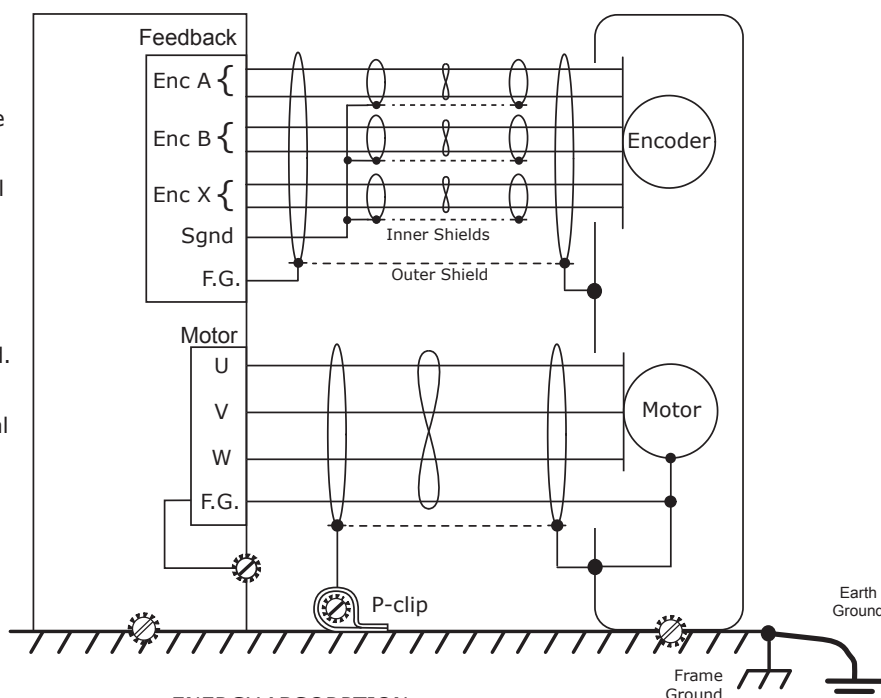 Feedback
Enc A {
Enc B {
Encoder
Enc X {
Sgnd
Inner Shields
F.G.
Outer Shield
Motor
U
V
Motor
W
F.G.
P-clip
Earth
Ground
Frame
Ground